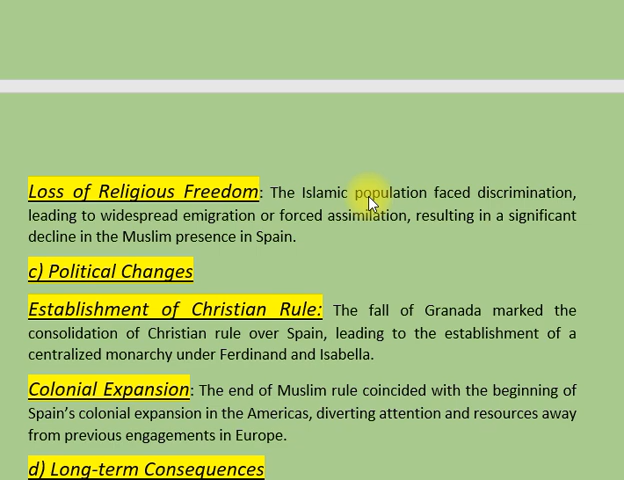 Loss of Religious Freedom: The Islamic population faced discrimination,
leading to widespread emigration or forced assimilation, resulting in a significant
decline in the Muslim presence in Spain.
c) Political Changes
Establishment of Christian Rule: The fall of Granada marked the
consolidation of Christian rule over Spain, leading to the establishment of a
centralized monarchy under Ferdinand and Isabella.
Colonial Expansion: The end of Muslim rule coincided with the beginning of
Spain’s colonial expansion in the Americas, diverting attention and resources away
from previous engagements in Europe.
d) Long-term Consequences